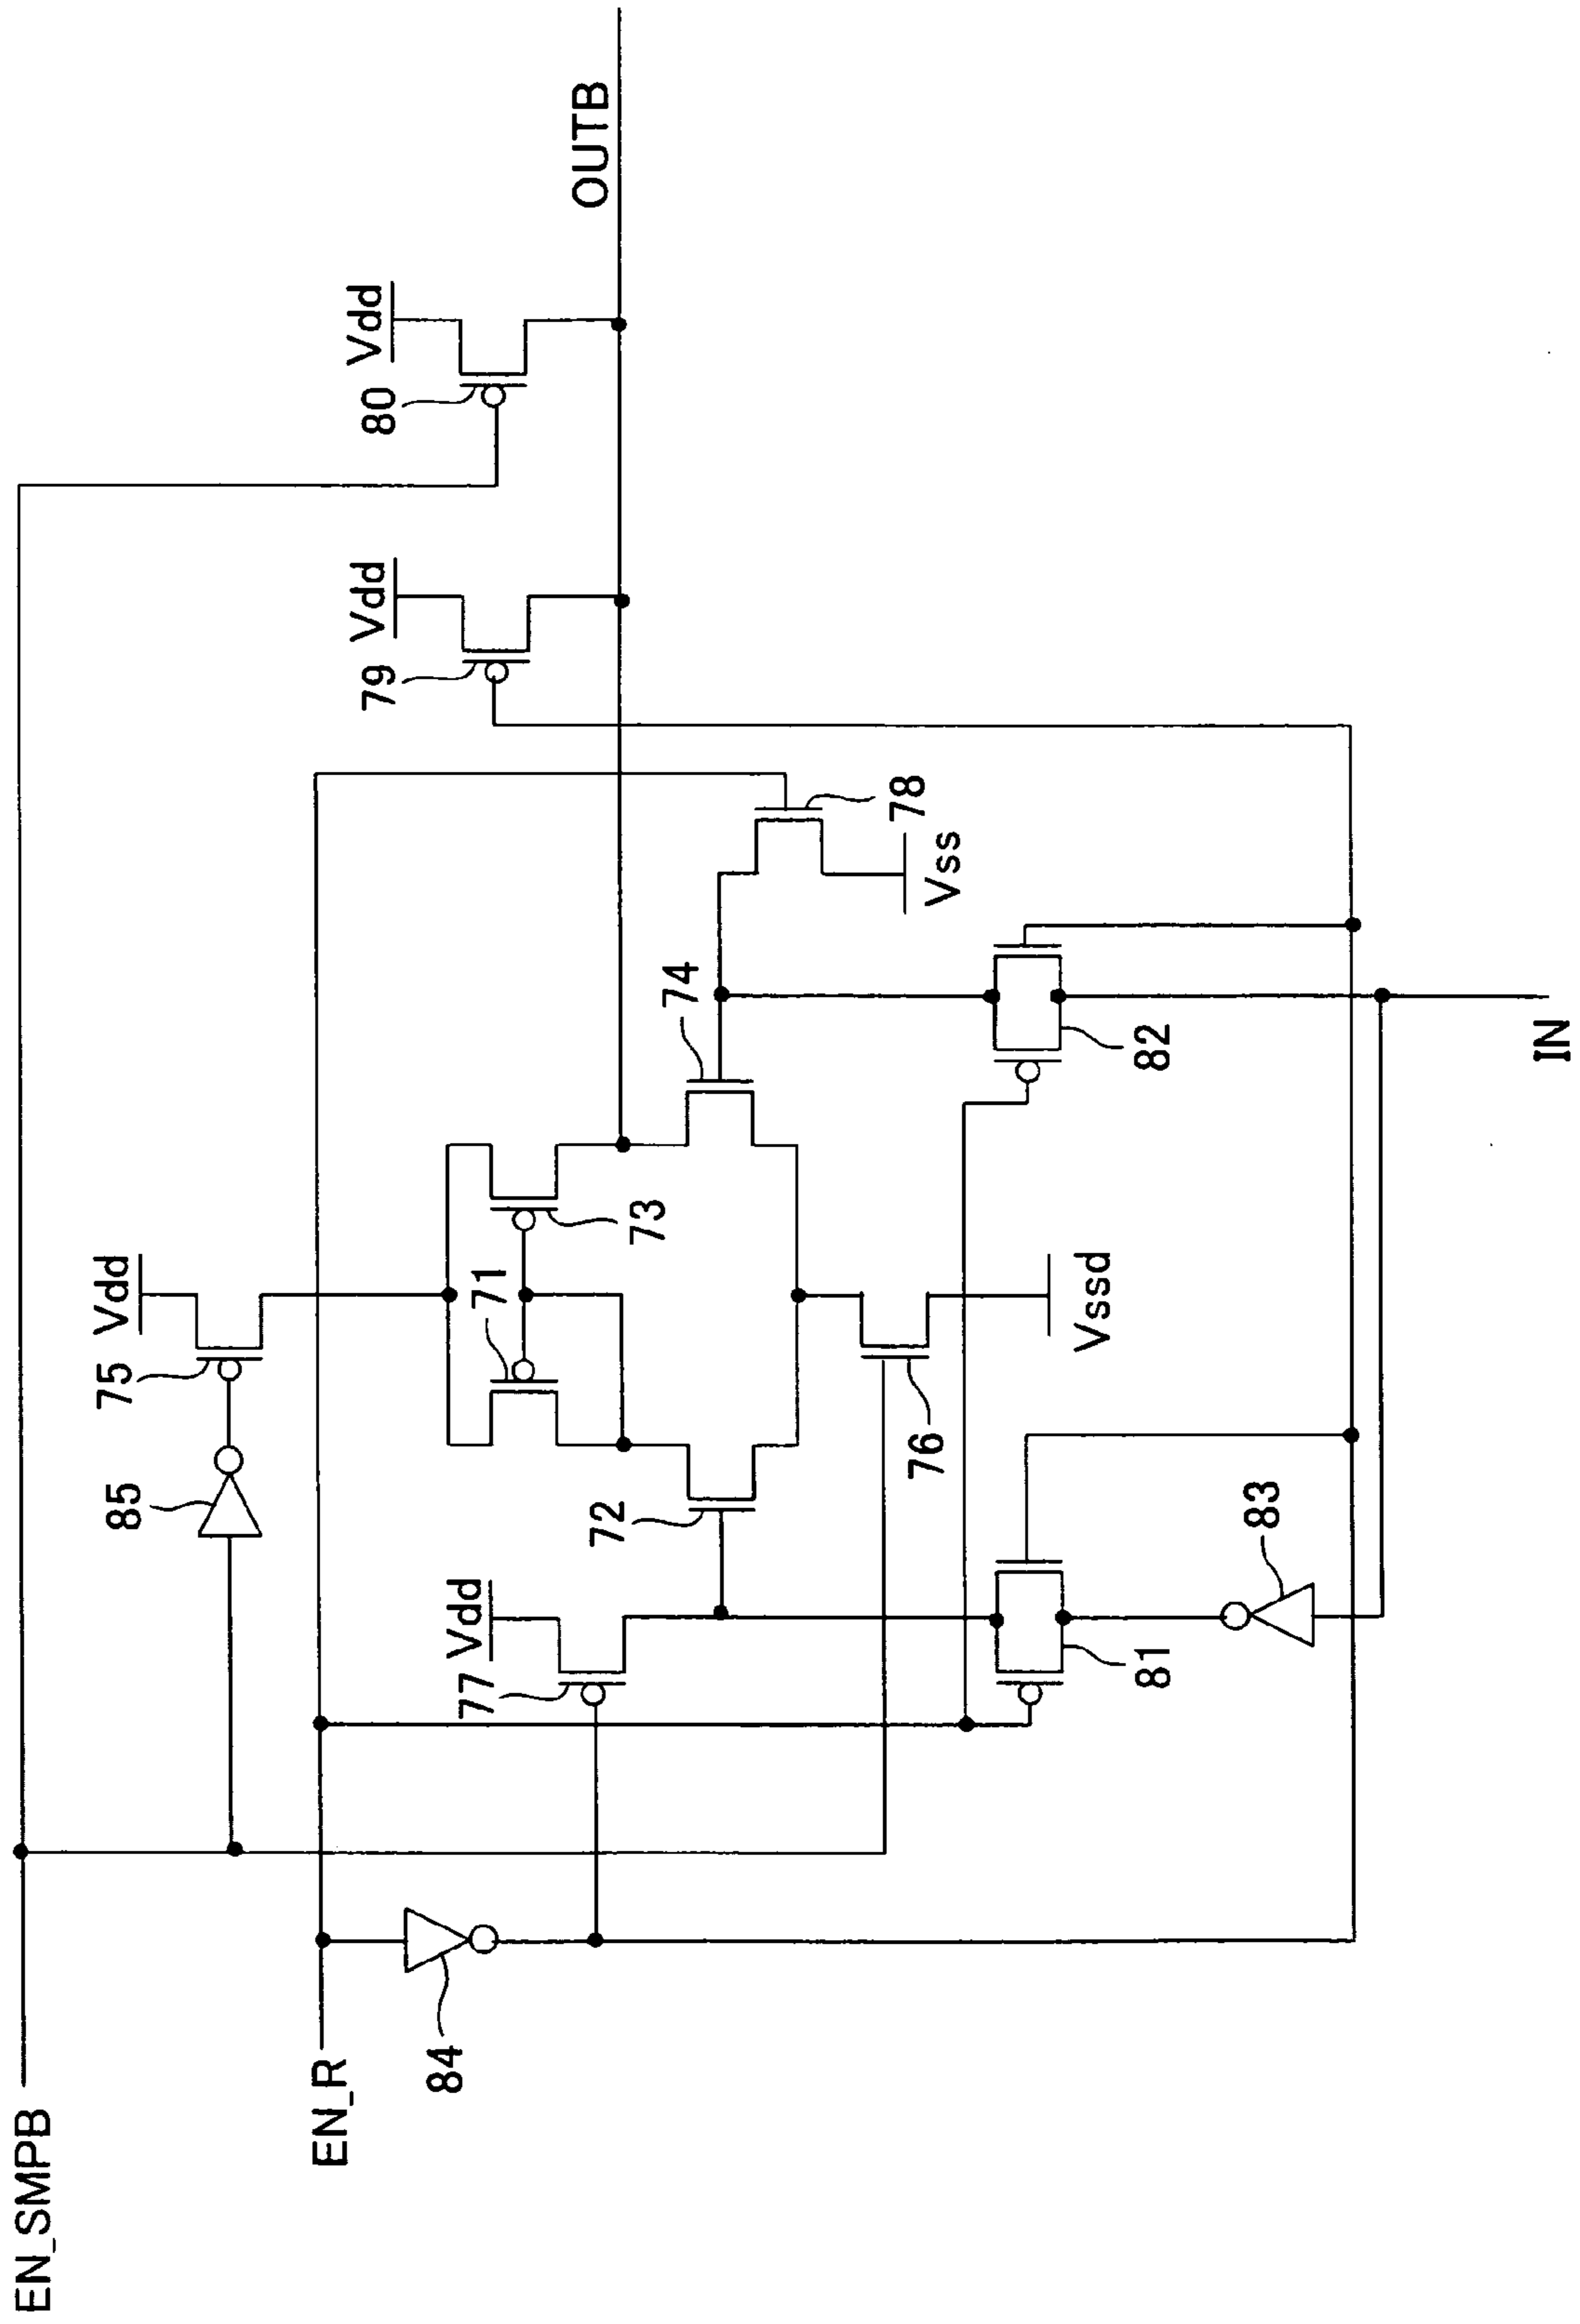 EN_SMPB
EN_R
84
85
75
Vdd
77
Vdd
72
71
73
74
76
Vssd
81
83
82
78
Vss
79
Vdd
80
Vdd
OUTB
IN